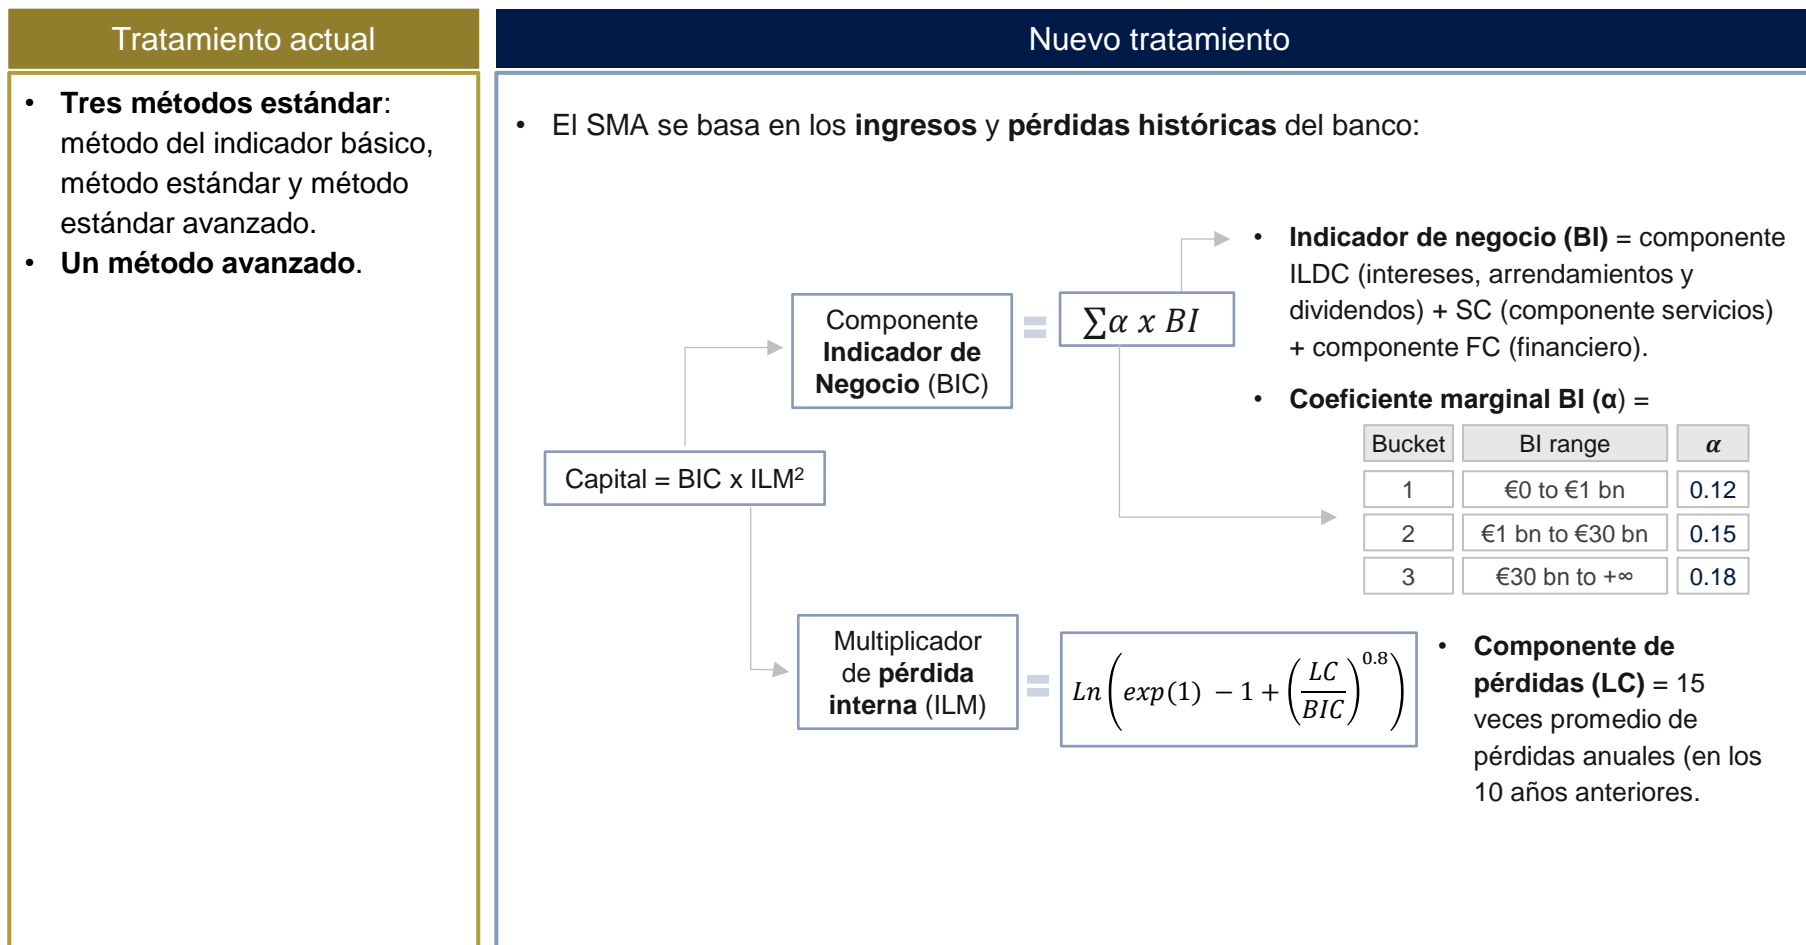 Tratamiento actual
• Tres métodos estándar:
método del indicador básico,
método estándar y método
estándar avanzado.
• Un método avanzado.
Nuevo tratamiento
• El SMA se basa en los ingresos y pérdidas históricas del banco:
Capital = BIC x ILM²
Componente
Indicador de
Negocio (BIC)
=
∑α x BI
• Indicador de negocio (BI) = componente
ILDC (intereses, arrendamientos y
dividendos) + SC (componente servicios)
+ componente FC (financiero).
• Coeficiente marginal BI (α) =
Bucket BI range α
1 €0 to €1 bn 0.12
2 €1 bn to €30 bn 0.15
3 €30 bn to +∞ 0.18
Multiplicador
de pérdida
interna (ILM)
=
Ln(exp(1) − 1 + (LC/BIC)^0.8)
• Componente de
pérdidas (LC) = 15
veces promedio de
pérdidas anuales (en los
10 años anteriores.